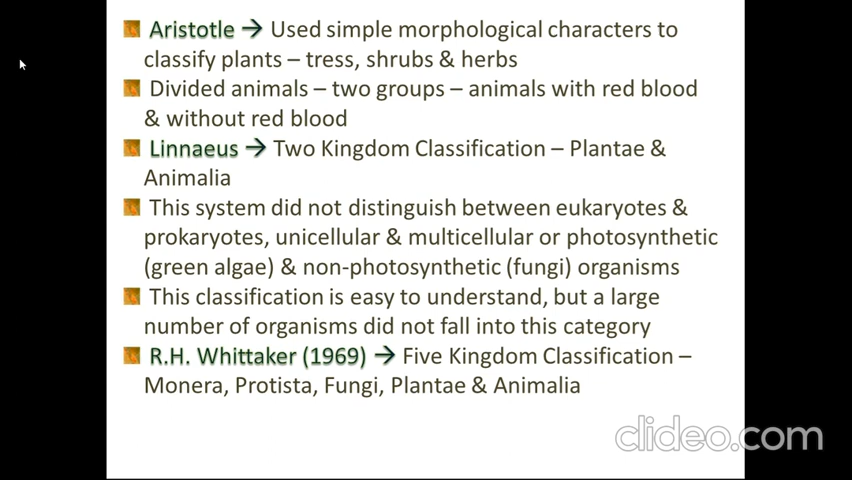 Aristotle → Used simple morphological characters to
classify plants – tress, shrubs & herbs
Divided animals – two groups – animals with red blood
& without red blood
Linnaeus → Two Kingdom Classification – Plantae &
Animalia
This system did not distinguish between eukaryotes &
prokaryotes, unicellular & multicellular or photosynthetic
(green algae) & non-photosynthetic (fungi) organisms
This classification is easy to understand, but a large
number of organisms did not fall into this category
R.H. Whittaker (1969) → Five Kingdom Classification –
Monera, Protista, Fungi, Plantae & Animalia
clideo.com